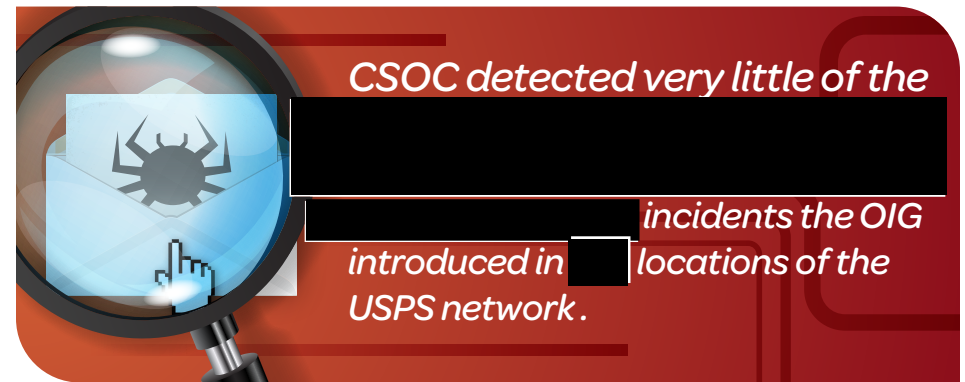 CSOC detected very little of the
incidents the OIG
introduced in locations of the
USPS network.